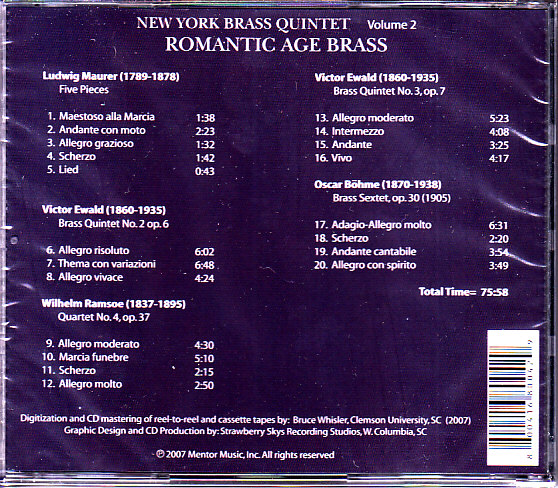 NEW YORK BRASS QUINTET Volume 2
ROMANTIC AGE BRASS
Ludwig Maurer (1789-1878)
Five Pieces
1. Maestoso alla Marcia 1:38
2. Andante con moto 2:23
3. Allegro grazioso 1:32
4. Scherzo 1:42
5. Lied 0:43
Victor Ewald (1860-1935)
Brass Quintet No. 2 op. 6
6. Allegro risoluto 6:02
7. Thema con variazioni 6:48
8. Allegro vivace 4:24
Wilhelm Ramsoe (1837-1895)
Quartet No. 4, op. 37
9. Allegro moderato 4:30
10. Marcia funebre 5:10
11. Scherzo 2:15
12. Allegro molto 2:50
Victor Ewald (1860-1935)
Brass Quintet No. 3, op. 7
13. Allegro moderato 5:23
14. Intermezzo 4:08
15. Andante 3:25
16. Vivo 4:17
Oscar Böhme (1870-1938)
Brass Sextet, op. 30 (1905)
17. Adagio-Allegro molto 6:31
18. Scherzo 2:20
19. Andante cantabile 3:54
20. Allegro con spirito 3:49
Total Time= 75:58
Digitization and CD mastering of reel-to-reel and cassette tapes by: Bruce Whisler, Clemson University, SC (2007)
Graphic Design and CD Production by: Strawberry Skys Recording Studios, W. Columbia, SC
℗2007 Mentor Music, Inc. All rights reserved